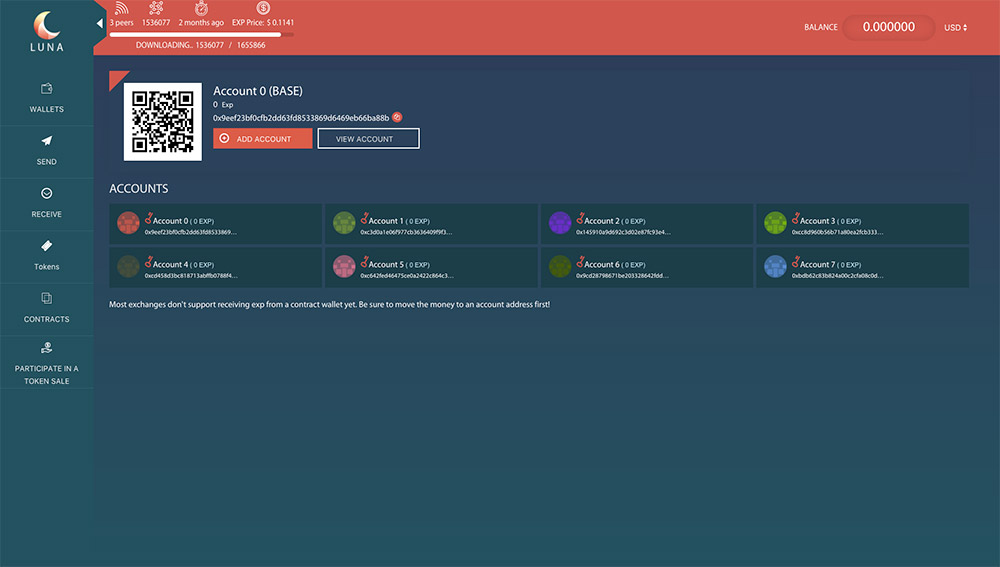 LUNA
3 peers 1536077 2 months ago EXP Price: $ 0.1141
DOWNLOADING.. 1536077 / 1655866
BALANCE 0.000000 USD
WALLETS
SEND
RECEIVE
Tokens
CONTRACTS
PARTICIPATE IN A
TOKEN SALE
Account 0 (BASE)
0 Exp
0x9eef23bf0cfb2dd63fd8533869d6469eb66ba88b
ADD ACCOUNT VIEW ACCOUNT
ACCOUNTS
Account 0 ( 0 EXP)
0x9eef23bf0cfb2dd63fd8533869...
Account 1 ( 0 EXP)
0xc3d0a1e06f977cb3636409f9f3...
Account 2 ( 0 EXP)
0x145910a9d692c3d02e87fc93e4...
Account 3 ( 0 EXP)
0xcc8d960b56b71a80ea2fcb333...
Account 4 ( 0 EXP)
0xcd458d3bc818713abffb0788f4...
Account 5 ( 0 EXP)
0xc642fed46475ce0a2422c864c3...
Account 6 ( 0 EXP)
0x9cd28798671be203328642fdd...
Account 7 ( 0 EXP)
0xbdb62c83b824a00c2cfa08c0d...
Most exchanges don't support receiving exp from a contract wallet yet. Be sure to move the money to an account address first!